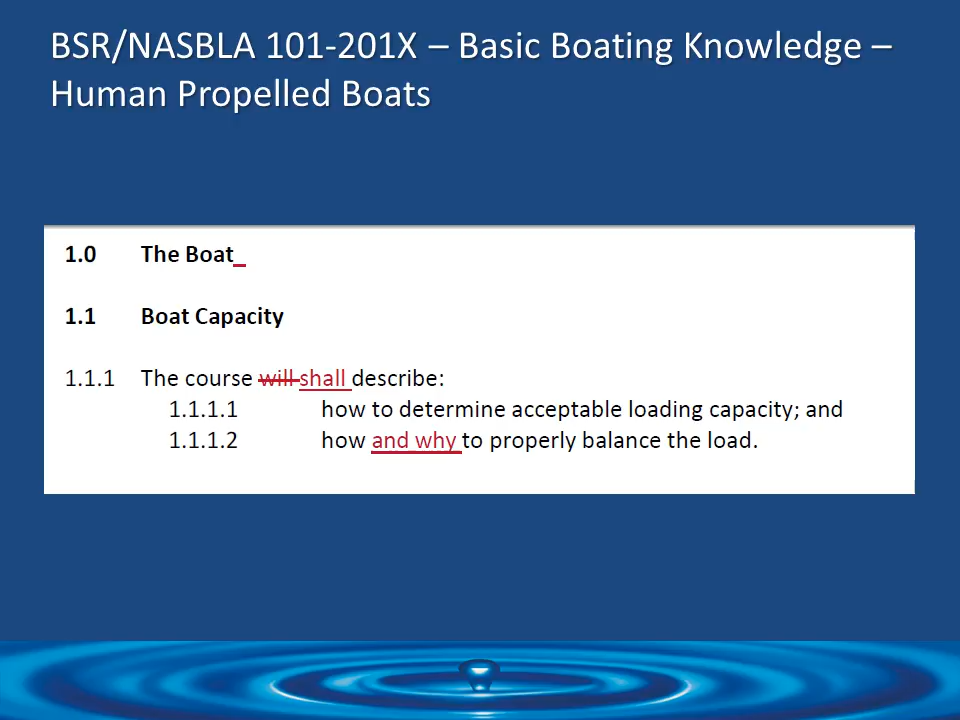 BSR/NASBLA 101-201X – Basic Boating Knowledge –
Human Propelled Boats
1.0 The Boat
1.1 Boat Capacity
1.1.1 The course will shall describe:
1.1.1.1 how to determine acceptable loading capacity; and
1.1.1.2 how and why to properly balance the load.